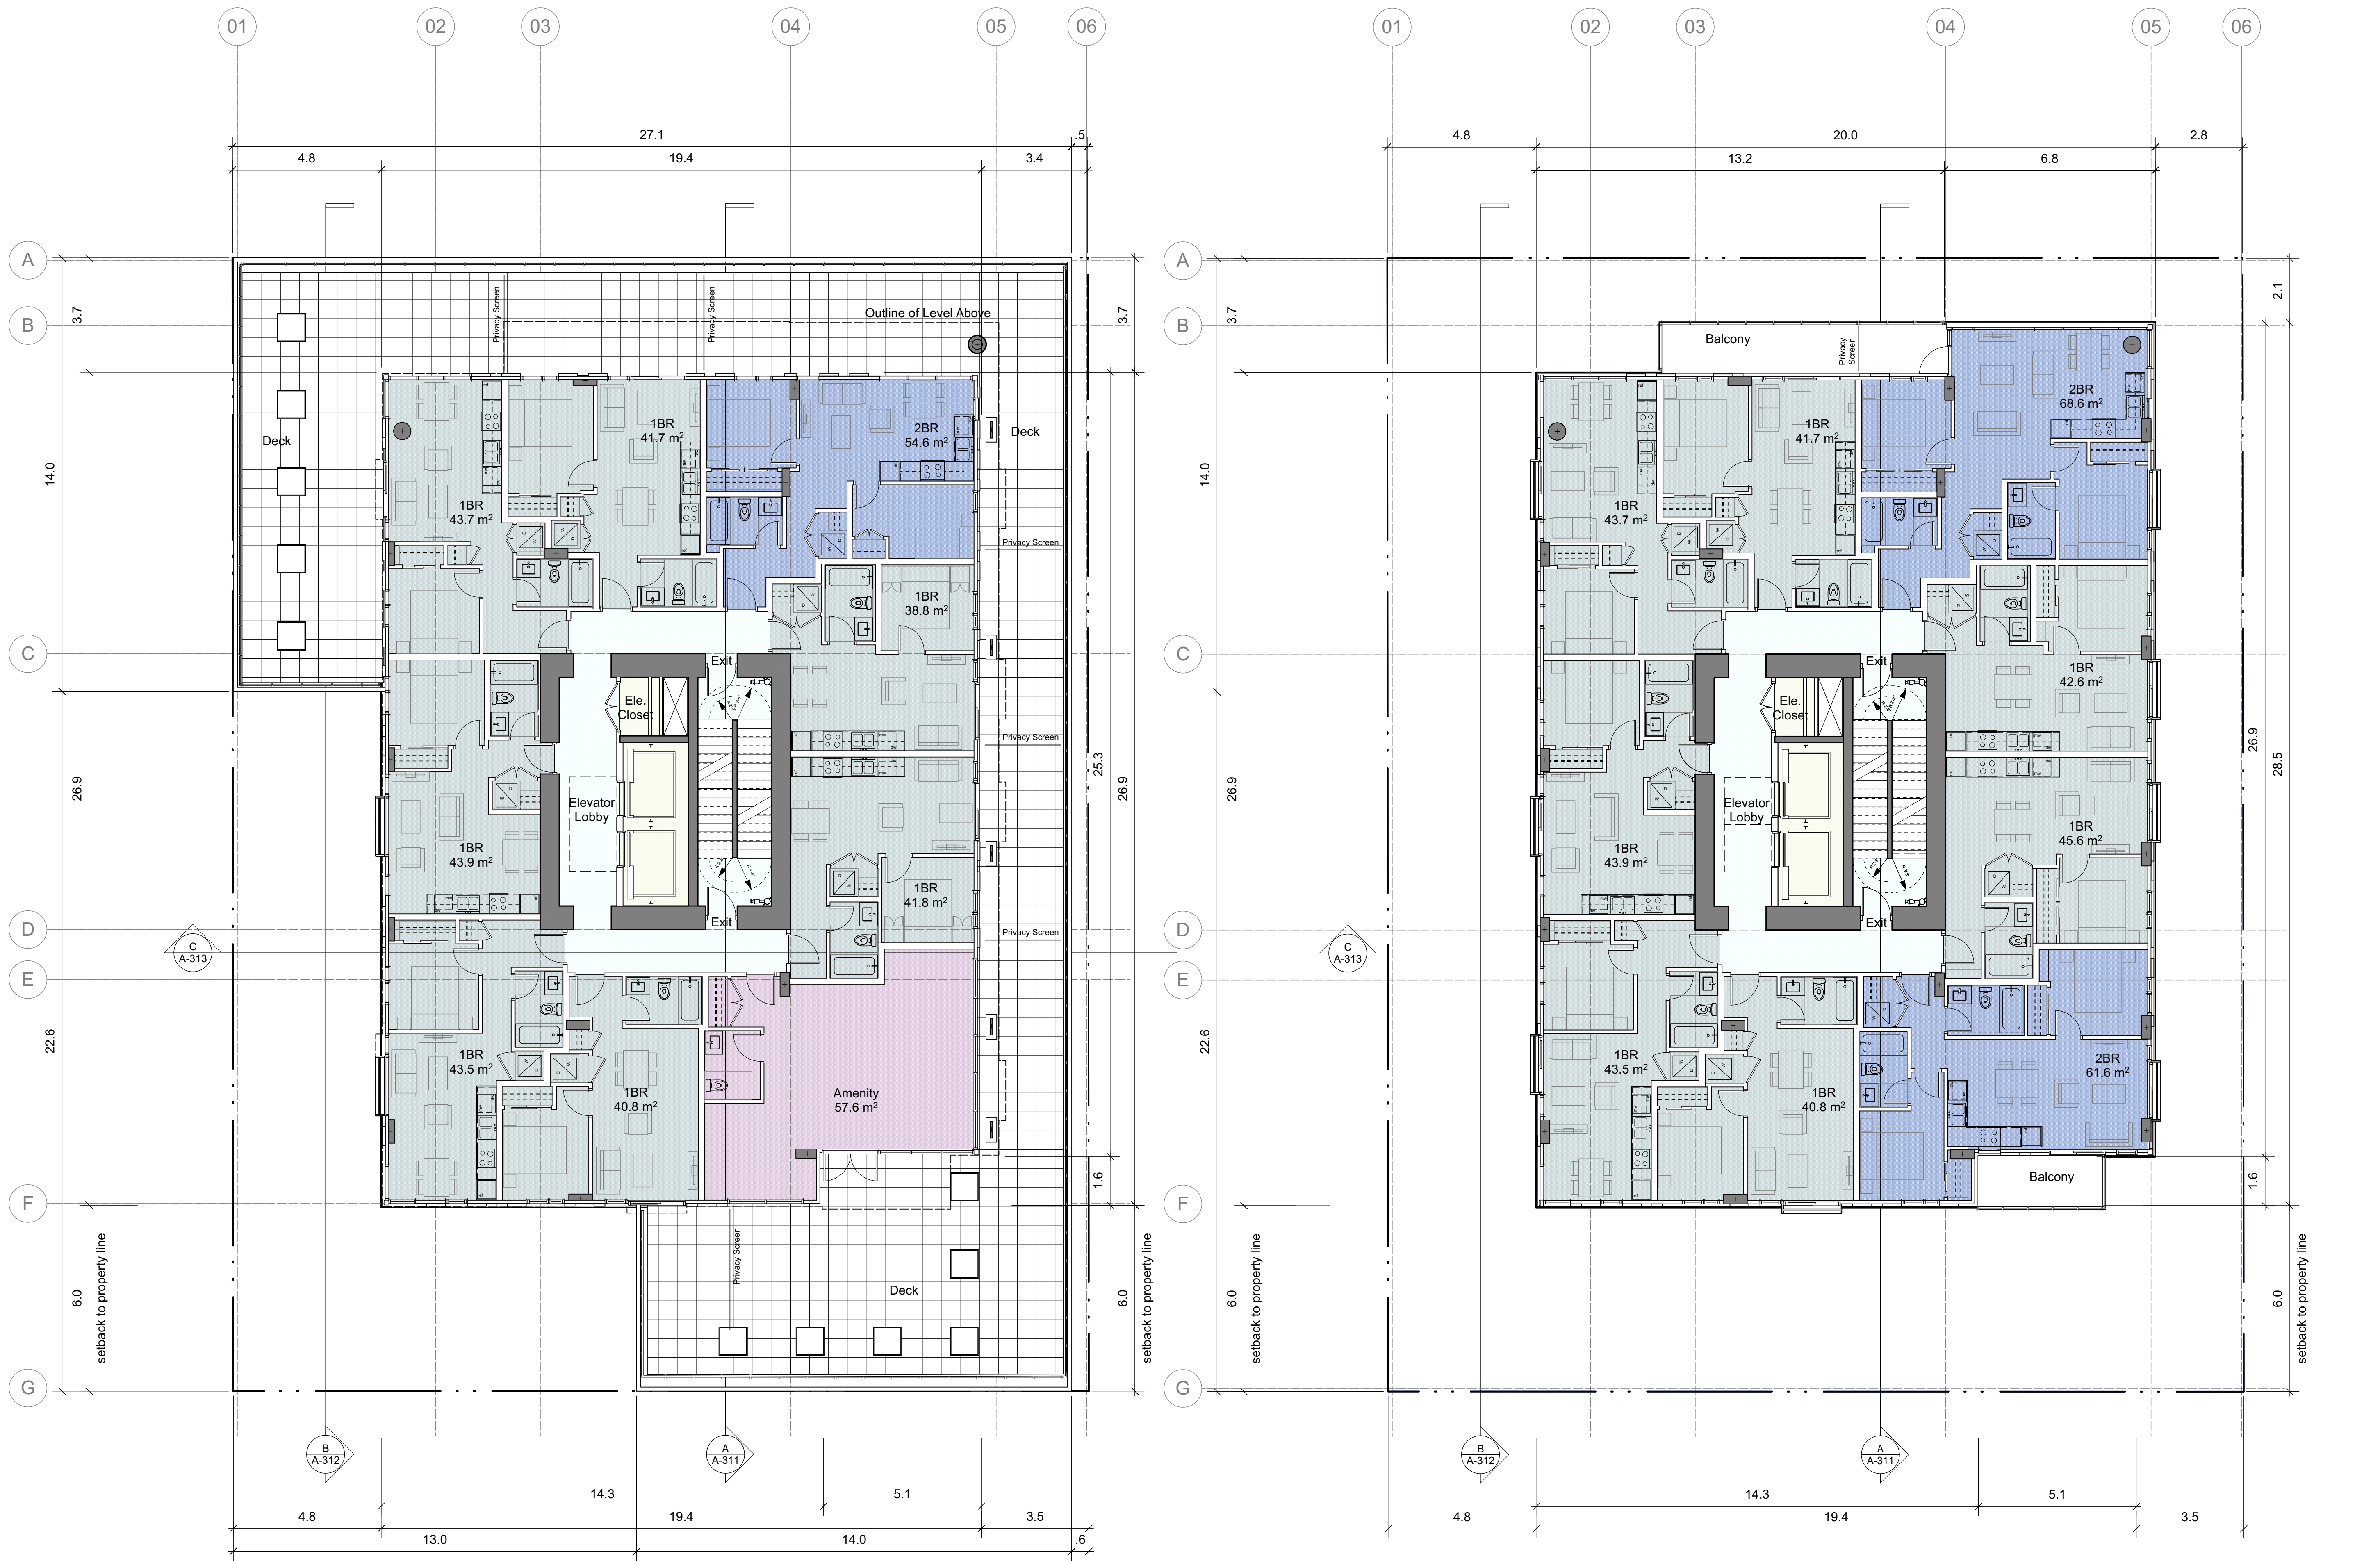 01 02 03 04 05 06
27.1 .5
4.8 19.4 3.4
A
B
C
D
E
F
G
3.7
14.0
26.9
22.6
6.0
setback to property line
3.7
25.3
26.9
1.6
6.0
setback to property line
Privacy Screen
Privacy Screen
Outline of Level Above
Deck
Deck
1BR
43.7 m²
1BR
41.7 m²
2BR
54.6 m²
Privacy Screen
1BR
38.8 m²
Exit
Ele.
Closet
Privacy Screen
Elevator
Lobby
1BR
43.9 m²
1BR
41.8 m²
Exit
Privacy Screen
C
A-313
1BR
43.5 m²
1BR
40.8 m²
Amenity
57.6 m²
Privacy Screen
Deck
B
A-312
A
A-311
14.3 5.1
4.8 19.4 3.5
13.0 14.0 .6
01 02 03 04 05 06
4.8 20.0 2.8
13.2 6.8
A
B
C
D
E
F
G
3.7
14.0
26.9
22.6
6.0
setback to property line
2.1
26.9
28.5
1.6
6.0
setback to property line
Balcony
Privacy
Screen
1BR
43.7 m²
1BR
41.7 m²
2BR
68.6 m²
Exit
Ele.
Closet
1BR
42.6 m²
Elevator
Lobby
1BR
43.9 m²
1BR
45.6 m²
Exit
C
A-313
1BR
43.5 m²
1BR
40.8 m²
2BR
61.6 m²
Balcony
B
A-312
A
A-311
14.3 5.1
4.8 19.4 3.5